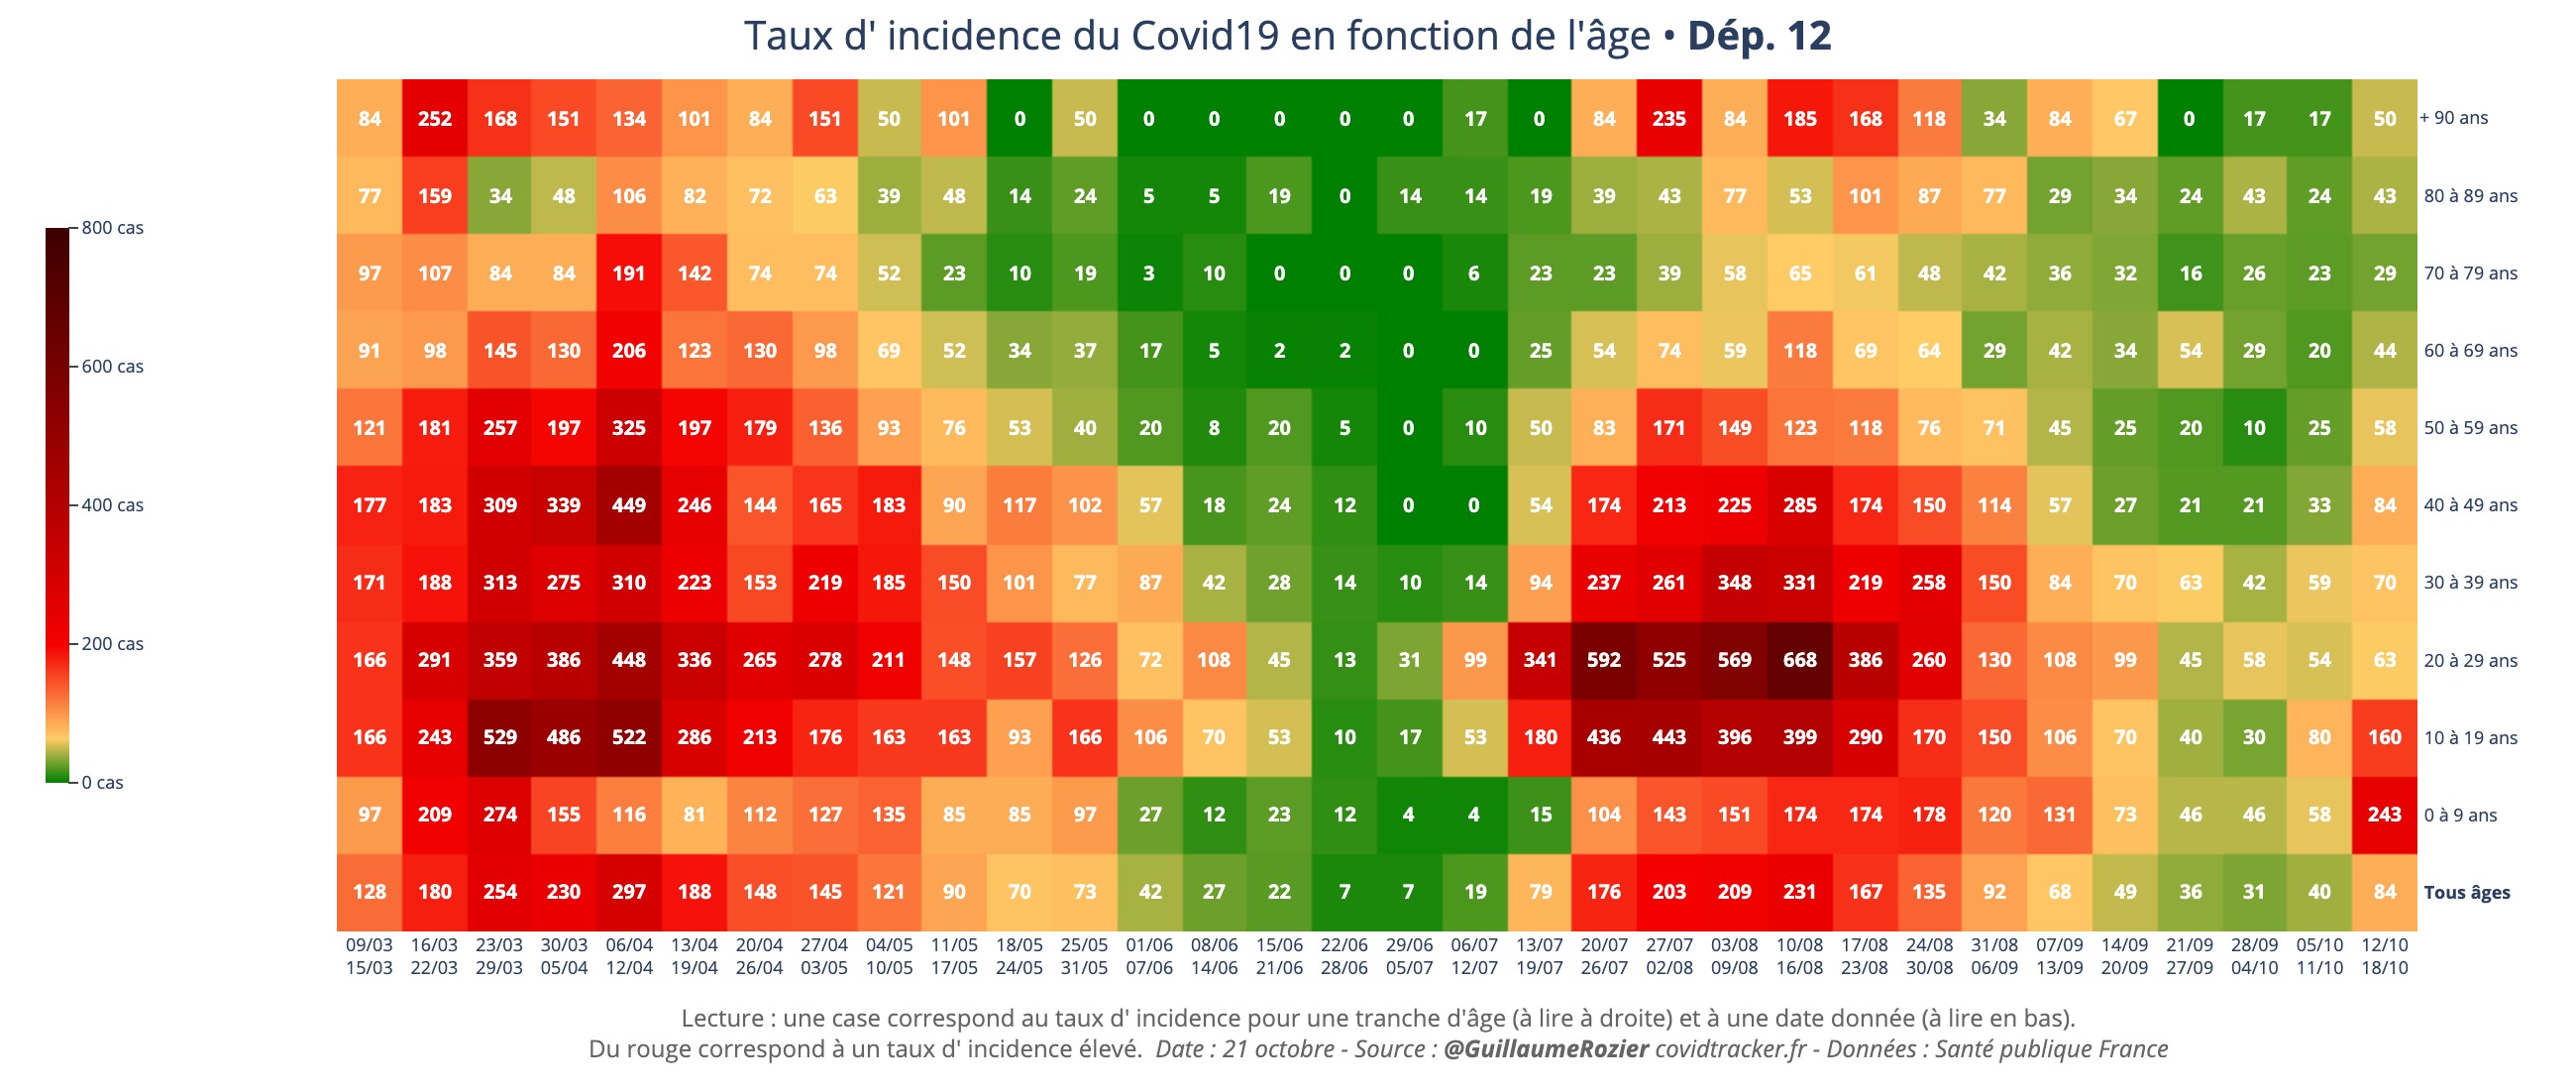 Taux d' incidence du Covid19 en fonction de l'âge • Dép. 12
800 cas
600 cas
400 cas
200 cas
0 cas
84 252 168 151 134 101 84 151 50 101 0 50 0 0 0 0 0 17 0 84 235 84 185 168 118 34 84 67 0 17 17 50 + 90 ans
77 159 34 48 106 82 72 63 39 48 14 24 5 5 19 0 14 14 19 39 43 77 53 101 87 77 29 34 24 43 24 43 80 à 89 ans
97 107 84 84 191 142 74 74 52 23 10 19 3 10 0 0 0 6 23 23 39 58 65 61 48 42 36 32 16 26 23 29 70 à 79 ans
91 98 145 130 206 123 130 98 69 52 34 37 17 5 2 2 0 0 25 54 74 59 118 69 64 29 42 34 54 29 20 44 60 à 69 ans
121 181 257 197 325 197 179 136 93 76 53 40 20 8 20 5 0 10 50 83 171 149 123 118 76 71 45 25 20 10 25 58 50 à 59 ans
177 183 309 339 449 246 144 165 183 90 117 102 57 18 24 12 0 0 54 174 213 225 285 174 150 114 57 27 21 21 33 84 40 à 49 ans
171 188 313 275 310 223 153 219 185 150 101 77 87 42 28 14 10 14 94 237 261 348 331 219 258 150 84 70 63 42 59 70 30 à 39 ans
166 291 359 386 448 336 265 278 211 148 157 126 72 108 45 13 31 99 341 592 525 569 668 386 260 130 108 99 45 58 54 63 20 à 29 ans
166 243 529 486 522 286 213 176 163 163 93 166 106 70 53 10 17 53 180 436 443 396 399 290 170 150 106 70 40 30 80 160 10 à 19 ans
97 209 274 155 116 81 112 127 135 85 85 97 27 12 23 12 4 4 15 104 143 151 174 174 178 120 131 73 46 46 58 243 0 à 9 ans
128 180 254 230 297 188 148 145 121 90 70 73 42 27 22 7 7 19 79 176 203 209 231 167 135 92 68 49 36 31 40 84 Tous âges
09/03 16/03 23/03 30/03 06/04 13/04 20/04 27/04 04/05 11/05 18/05 25/05 01/06 08/06 15/06 22/06 29/06 06/07 13/07 20/07 27/07 03/08 10/08 17/08 24/08 31/08 07/09 14/09 21/09 28/09 05/10 12/10
15/03 22/03 29/03 05/04 12/04 19/04 26/04 03/05 10/05 17/05 24/05 31/05 07/06 14/06 21/06 28/06 05/07 12/07 19/07 26/07 02/08 09/08 16/08 23/08 30/08 06/09 13/09 20/09 27/09 04/10 11/10 18/10
Lecture : une case correspond au taux d' incidence pour une tranche d'âge (à lire à droite) et à une date donnée (à lire en bas).
Du rouge correspond à un taux d' incidence élevé. Date : 21 octobre - Source : @GuillaumeRozier covidtracker.fr - Données : Santé publique France